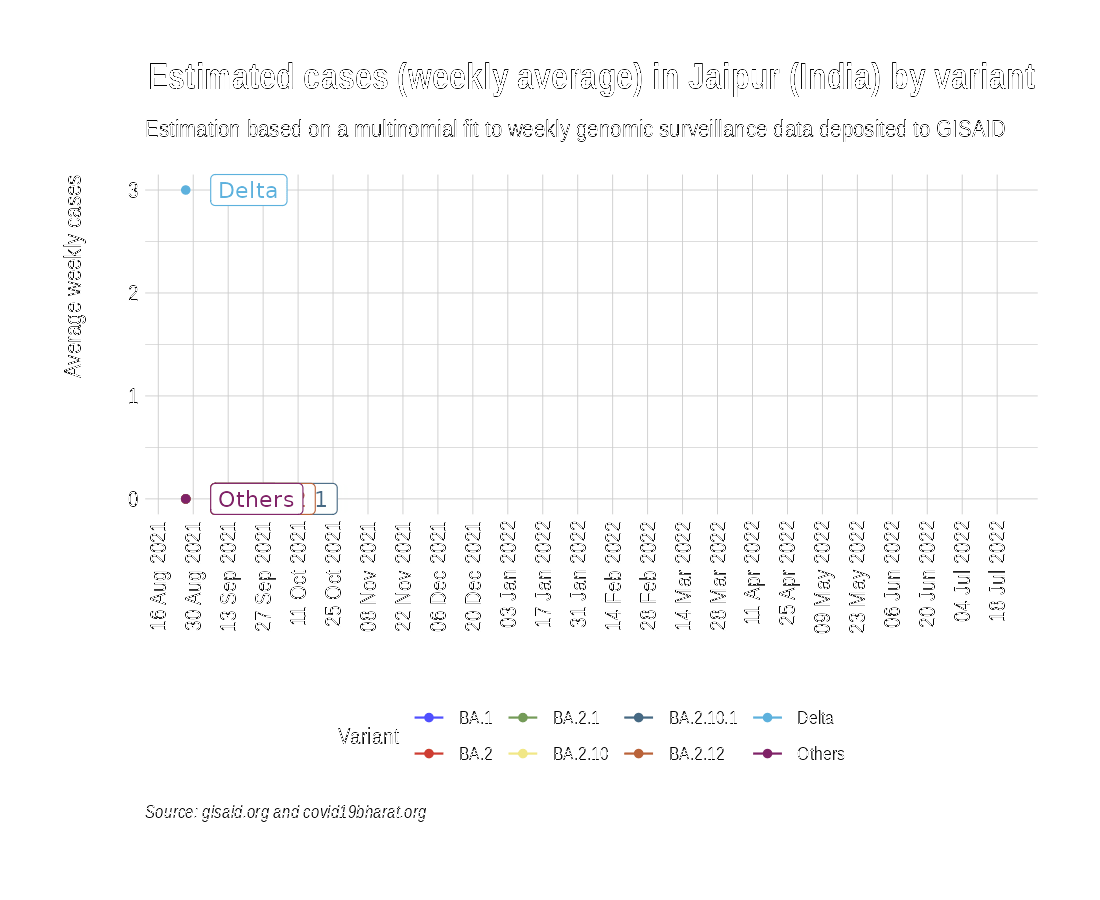 Estimated cases (weekly average) in Jaipur (India) by variant
Estimation based on a multinomial fit to weekly genomic surveillance data deposited to GISAID
Average weekly cases
3
Delta
2
1
0
Others
1
16 Aug 2021
30 Aug 2021
13 Sep 2021
27 Sep 2021
11 Oct 2021
25 Oct 2021
08 Nov 2021
22 Nov 2021
06 Dec 2021
20 Dec 2021
03 Jan 2022
17 Jan 2022
31 Jan 2022
14 Feb 2022
28 Feb 2022
14 Mar 2022
28 Mar 2022
11 Apr 2022
25 Apr 2022
09 May 2022
23 May 2022
06 Jun 2022
20 Jun 2022
04 Jul 2022
18 Jul 2022
Variant
BA.1
BA.2.1
BA.2.10.1
Delta
BA.2
BA.2.10
BA.2.12
Others
Source: gisaid.org and covid19bharat.org